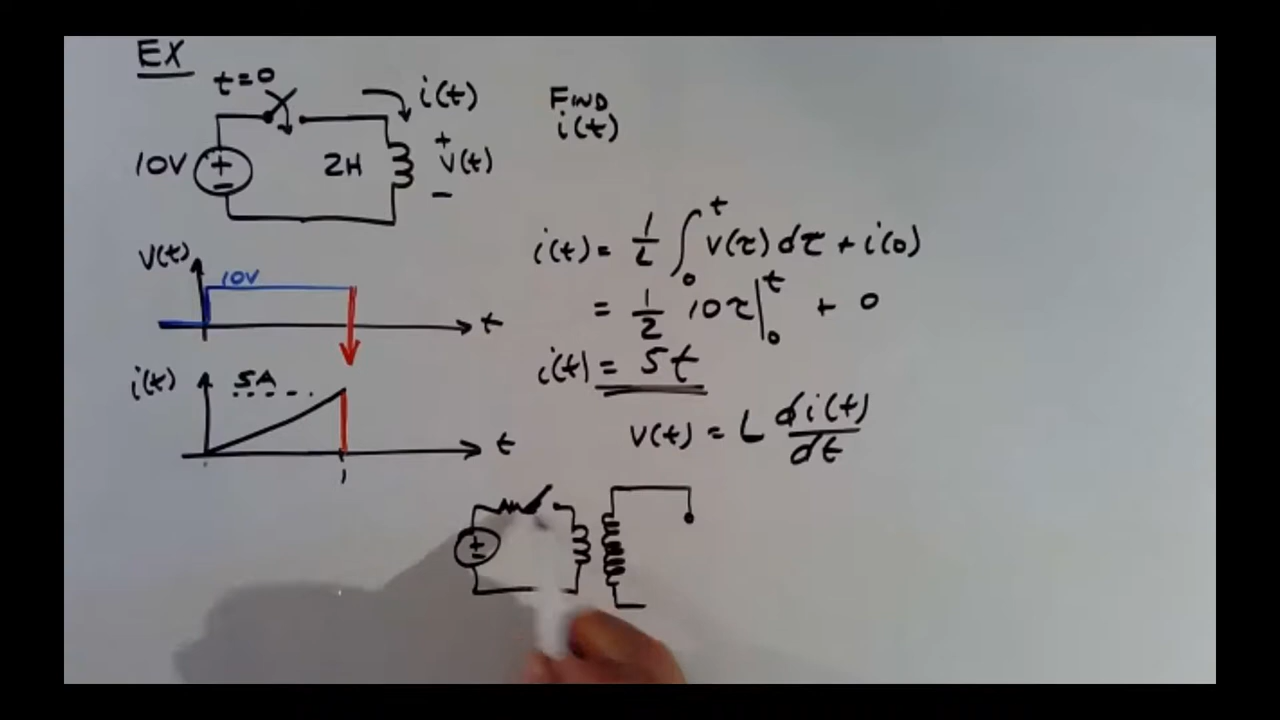 EX
t=0
i(t)
FIND
i(t)
10V
+
-
2H
+
v(t)
-
i(t) = 1/L ∫₀ᵗ v(τ) dτ + i(0)
= 1/2 10τ|₀ᵗ + 0
i(t) = 5t
v(t) = L di(t)/dt
v(t)
10V
t
i(t)
5A
t
1
+
-